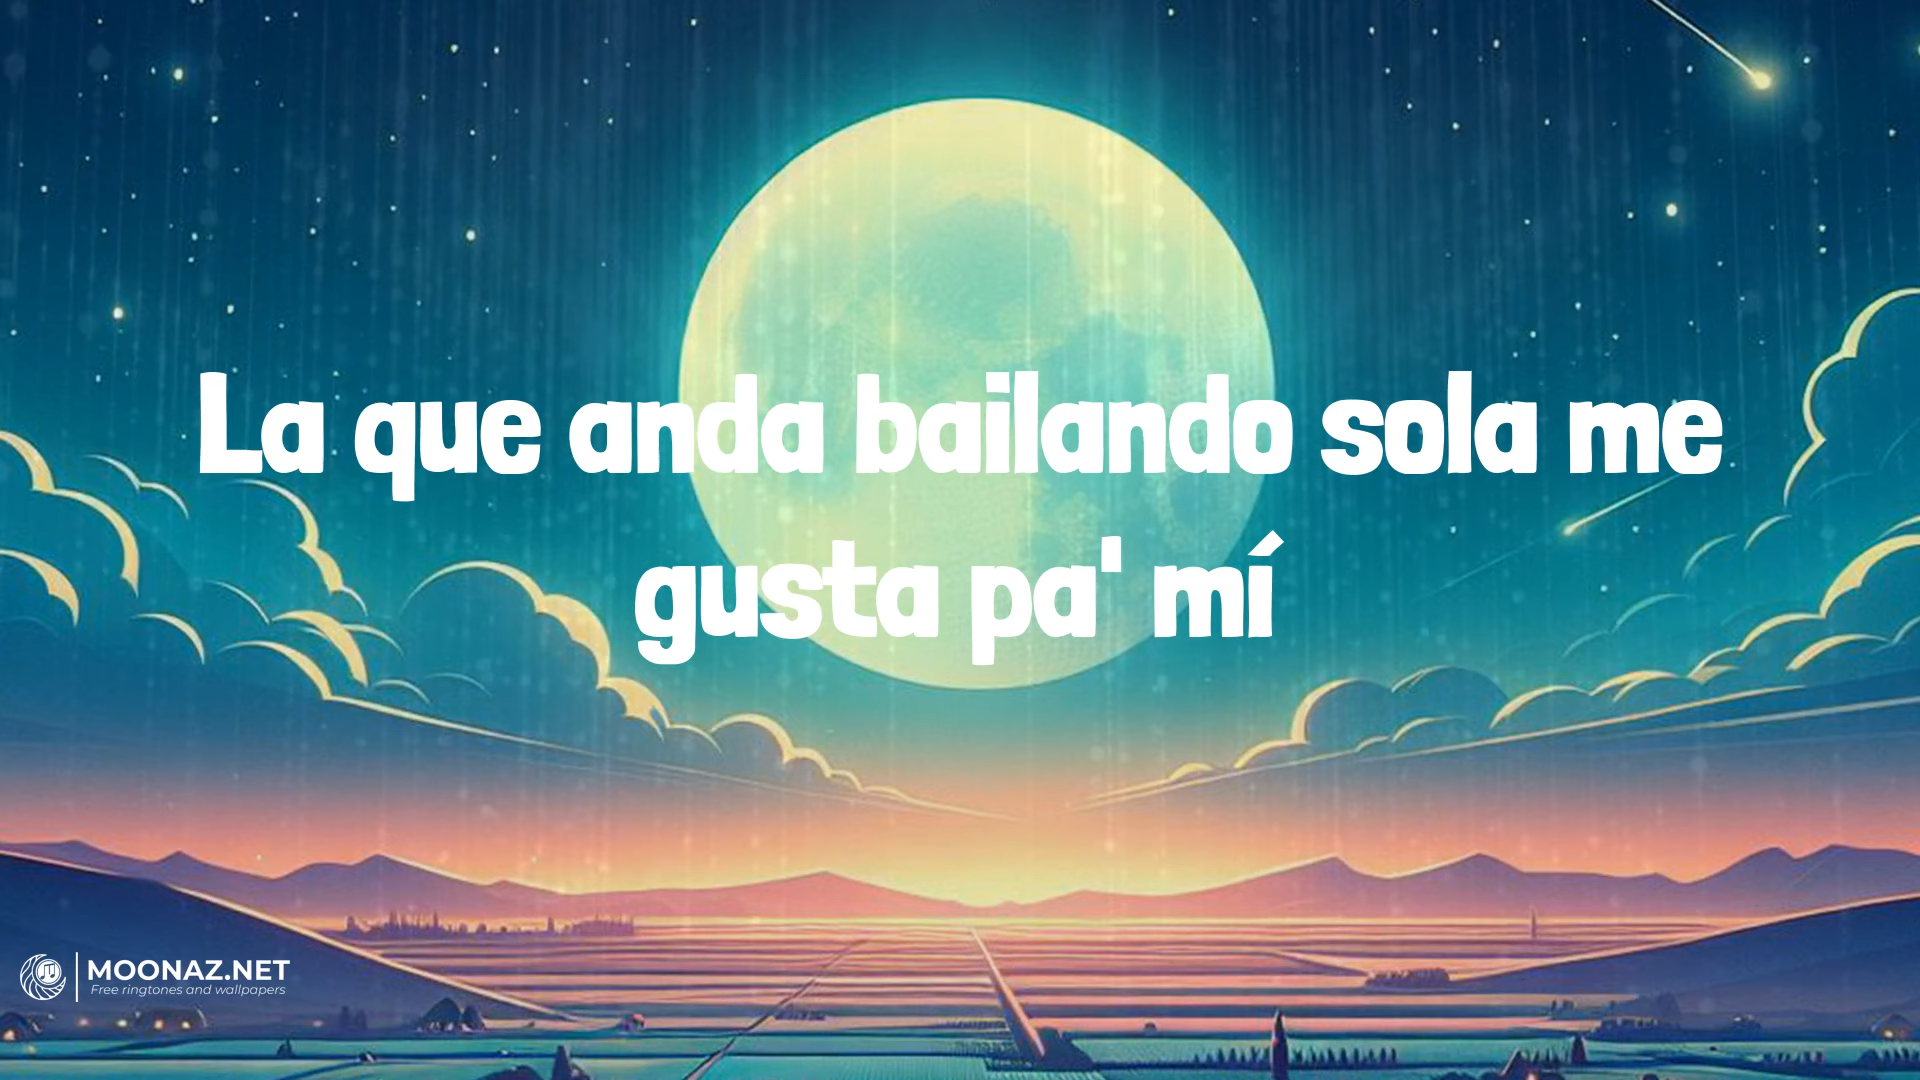 La que anda bailando sola me
gusta pa' mí
MOONAZ.NET
Free ringtones and wallpapers